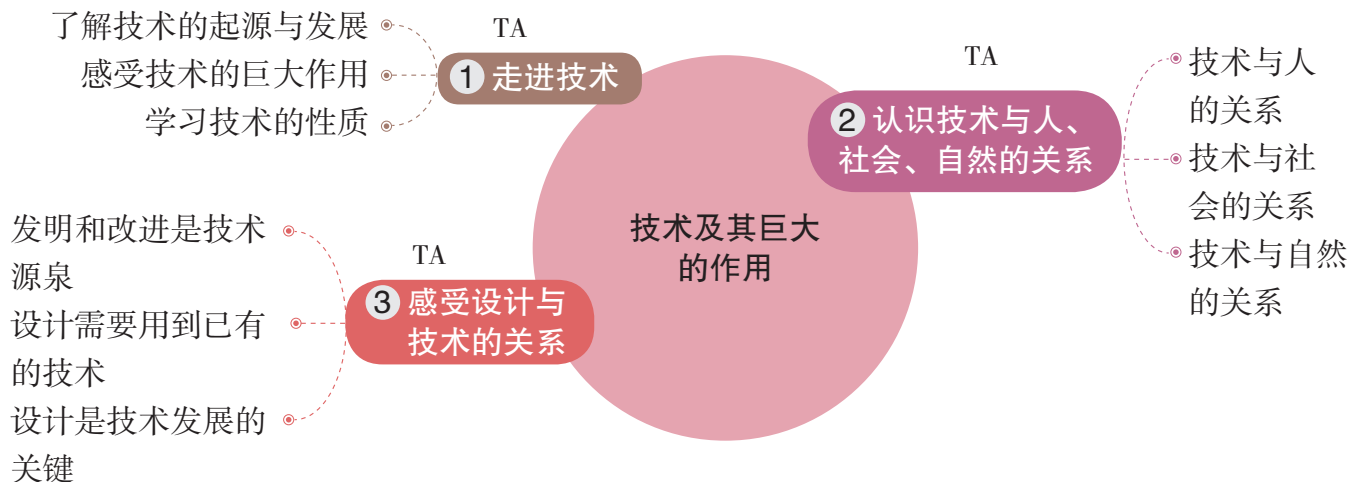 了解技术的起源与发展
感受技术的巨大作用
学习技术的性质
TA
1 走进技术
TA
2 认识技术与人、
社会、自然的关系
技术与人
的关系
技术与社
会的关系
技术与自然
的关系
技术及其巨大
的作用
发明和改进是技术
源泉
设计需要用到已有
的技术
设计是技术发展的
关键
TA
3 感受设计与
技术的关系